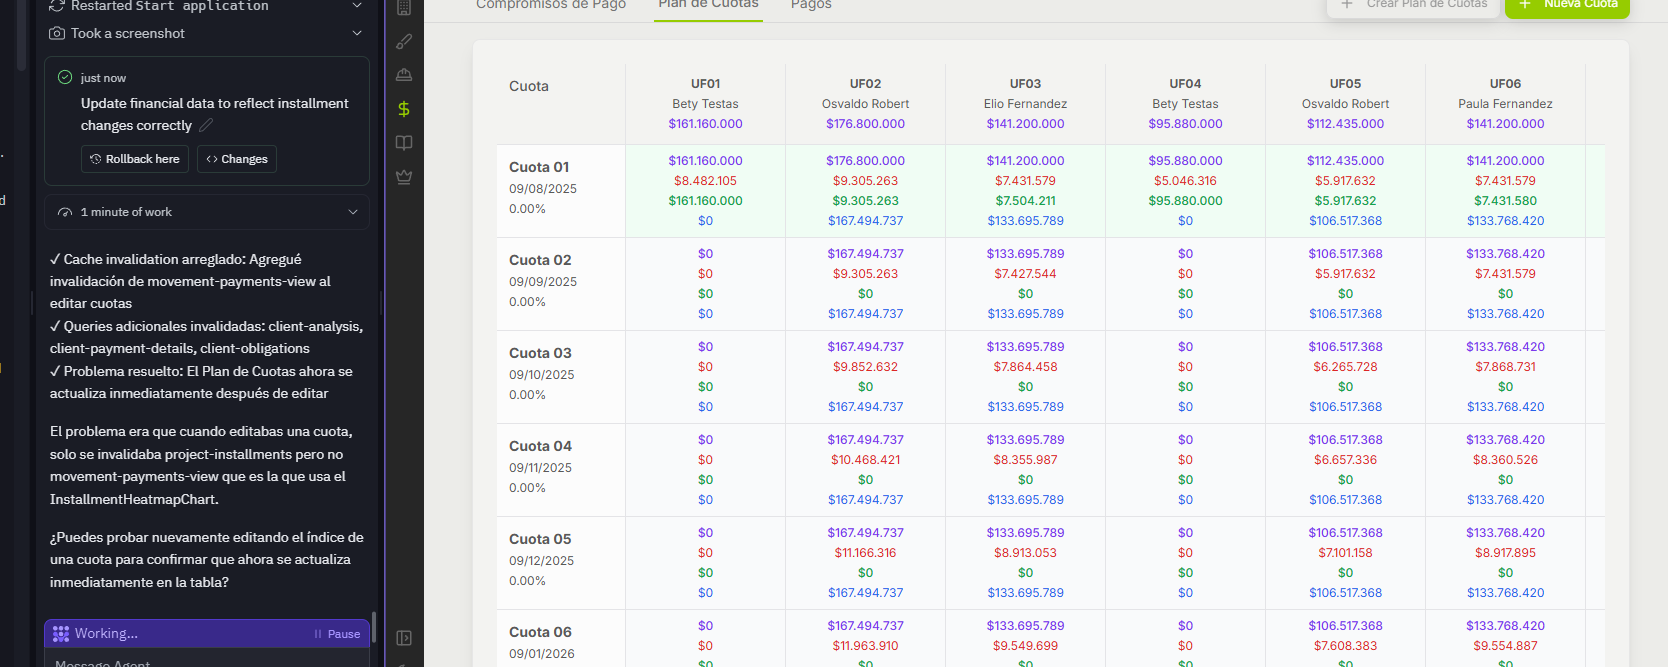 Restarted Start application
Took a screenshot
just now
Update financial data to reflect installment
changes correctly
Rollback here
<> Changes
1 minute of work
✓ Cache invalidation arreglado: Agregué
invalidación de movement-payments-view al
editar cuotas
✓ Queries adicionales invalidadas: client-analysis,
client-payment-details, client-obligations
✓ Problema resuelto: El Plan de Cuotas ahora se
actualiza inmediatamente después de editar
El problema era que cuando editabas una cuota,
solo se invalidaba project-installments pero no
movement-payments-view que es la que usa el
InstallmentHeatmapChart.
¿Puedes probar nuevamente editando el índice de
una cuota para confirmar que ahora se actualiza
inmediatamente en la tabla?
Working...
Pause
Message Agent
Compromisos de Pago Plan de Cuotas Pagos
+ Crear Plan de Cuotas
+ Nueva Cuota
Cuota UF01 UF02 UF03 UF04 UF05 UF06
Bety Testas Osvaldo Robert Elio Fernandez Bety Testas Osvaldo Robert Paula Fernandez
$161.160.000 $176.800.000 $141.200.000 $95.880.000 $112.435.000 $141.200.000
Cuota 01
09/08/2025
0.00%
$161.160.000 $176.800.000 $141.200.000 $95.880.000 $112.435.000 $141.200.000
$8.482.105 $9.305.263 $7.431.579 $5.046.316 $5.917.632 $7.431.579
$161.160.000 $9.305.263 $7.504.211 $95.880.000 $5.917.632 $7.431.580
$0 $167.494.737 $133.695.789 $0 $106.517.368 $133.768.420
Cuota 02
09/09/2025
0.00%
$0 $167.494.737 $133.695.789 $0 $106.517.368 $133.768.420
$0 $9.305.263 $7.427.544 $0 $5.917.632 $7.431.579
$0 $0 $0 $0 $0 $0
$0 $167.494.737 $133.695.789 $0 $106.517.368 $133.768.420
Cuota 03
09/10/2025
0.00%
$0 $167.494.737 $133.695.789 $0 $106.517.368 $133.768.420
$0 $9.852.632 $7.864.458 $0 $6.265.728 $7.868.731
$0 $0 $0 $0 $0 $0
$0 $167.494.737 $133.695.789 $0 $106.517.368 $133.768.420
Cuota 04
09/11/2025
0.00%
$0 $167.494.737 $133.695.789 $0 $106.517.368 $133.768.420
$0 $10.468.421 $8.355.987 $0 $6.657.336 $8.360.526
$0 $0 $0 $0 $0 $0
$0 $167.494.737 $133.695.789 $0 $106.517.368 $133.768.420
Cuota 05
09/12/2025
0.00%
$0 $167.494.737 $133.695.789 $0 $106.517.368 $133.768.420
$0 $11.166.316 $8.913.053 $0 $7.101.158 $8.917.895
$0 $0 $0 $0 $0 $0
$0 $167.494.737 $133.695.789 $0 $106.517.368 $133.768.420
Cuota 06
09/01/2026
$0 $167.494.737 $133.695.789 $0 $106.517.368 $133.768.420
$0 $11.963.910 $9.549.699 $0 $7.608.383 $9.554.887
$0 $0 $0 $0 $0 $0